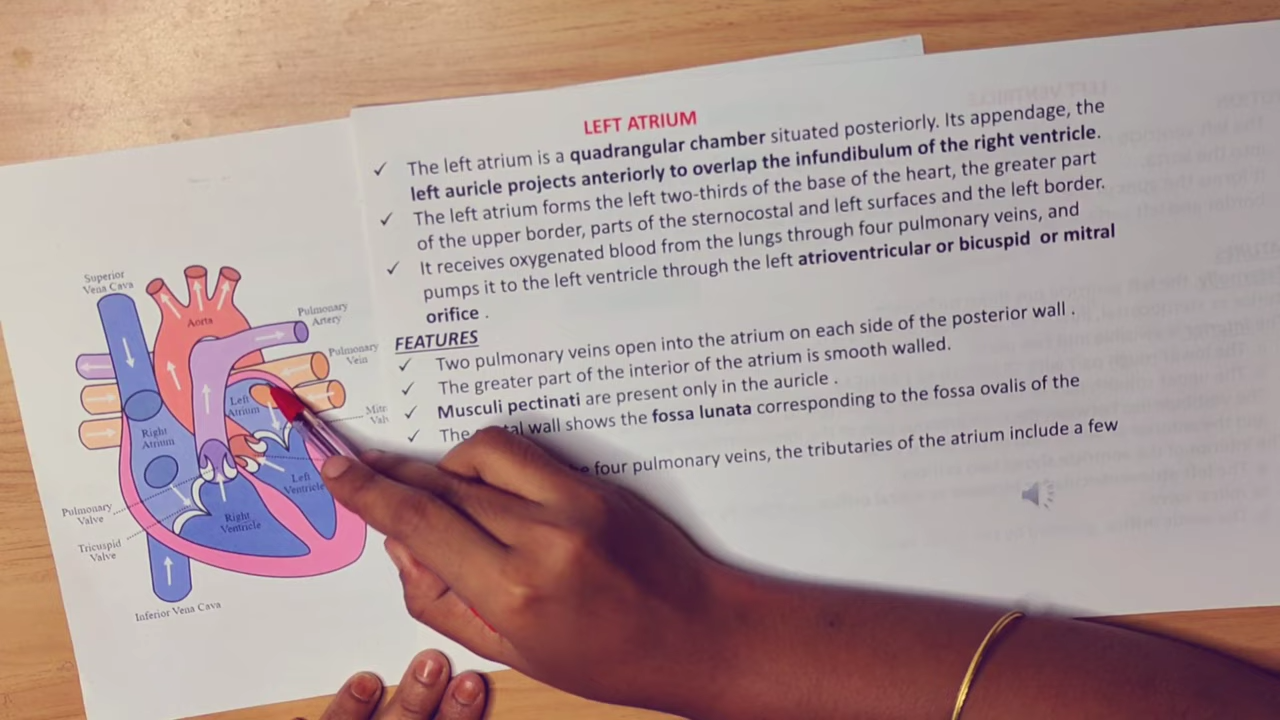 LEFT ATRIUM
✓ The left atrium is a quadrangular chamber situated posteriorly. Its appendage, the
left auricle projects anteriorly to overlap the infundibulum of the right ventricle.
✓ The left atrium forms the left two-thirds of the base of the heart, the greater part
of the upper border, parts of the sternocostal and left surfaces and the left border.
✓ It receives oxygenated blood from the lungs through four pulmonary veins, and
pumps it to the left ventricle through the left atrioventricular or bicuspid or mitral
orifice .
FEATURES
✓ Two pulmonary veins open into the atrium on each side of the posterior wall .
✓ The greater part of the interior of the atrium is smooth walled.
✓ Musculi pectinati are present only in the auricle .
✓ The wall shows the fossa lunata corresponding to the fossa ovalis of the
four pulmonary veins, the tributaries of the atrium include a few
Superior
Vena Cava
Aorta
Pulmonary
Artery
Pulmonary
Vein
Left
Atrium
Right
Atrium
Left
Ventricle
Pulmonary
Valve
Right
Ventricle
Tricuspid
Valve
Inferior Vena Cava